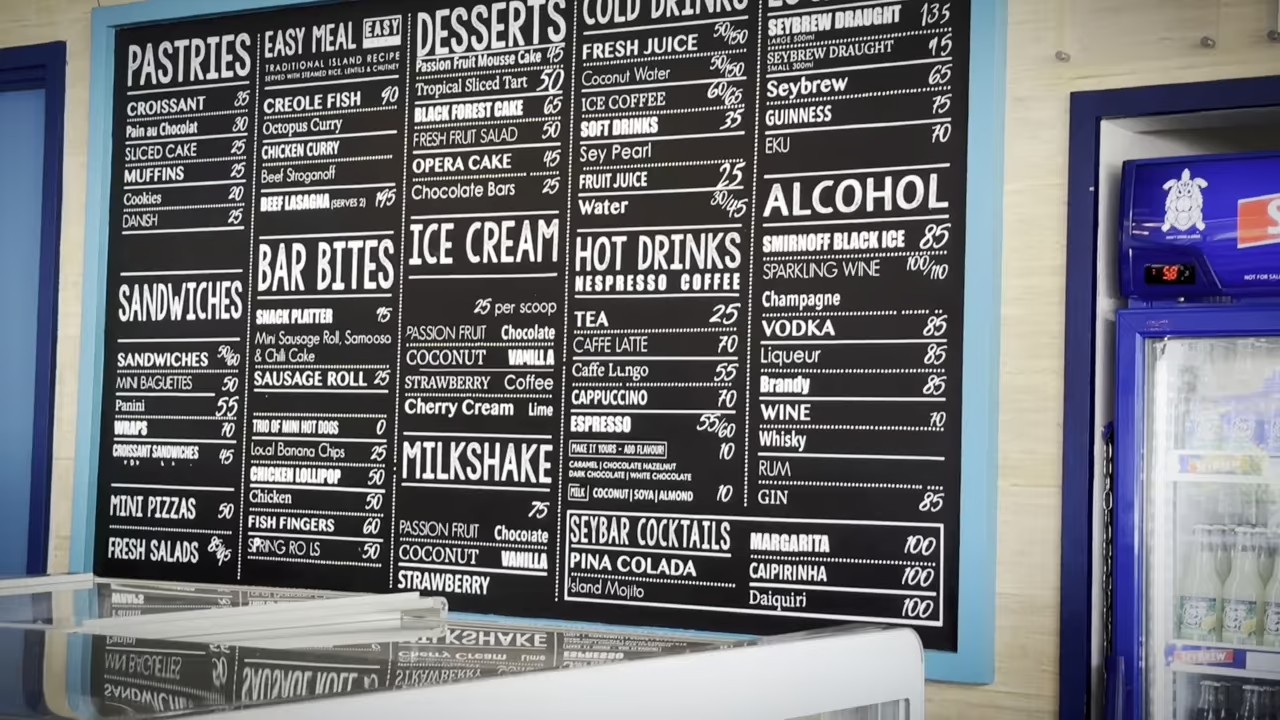 PASTRIES
CROISSANT 35
Pain au Chocolat 30
SLICED CAKE 25
MUFFINS 25
Cookies 20
DANISH 25
SANDWICHES
SANDWICHES 50/60
MINI BAGUETTES 50
Panini 55
WRAPS 70
CROISSANT SANDWICHES 45
MINI PIZZAS 50
FRESH SALADS
EASY MEAL EASY
TRADITIONAL ISLAND RECIPE
SERVED WITH STEAMED RICE, LENTILS & CHUTNEY
CREOLE FISH 90
Octopus Curry
CHICKEN CURRY
Beef Stroganoff
BEEF LASAGNA (SERVES 2) 195
BAR BITES
SNACK PLATTER
Mini Sausage Roll, Samoosa
& Chilli Cake
SAUSAGE ROLL 25
TRIO OF MINI HOT DOGS 0
Local Banana Chips 25
CHICKEN LOLLIPOP 50
Chicken 50
FISH FINGERS 60
SPRING RO LS 50
DESSERTS
Passion Fruit Mousse Cake 45
Tropical Sliced Tart 50
BLACK FOREST CAKE 65
FRESH FRUIT SALAD 50
OPERA CAKE 45
Chocolate Bars 25
ICE CREAM
25 per scoop
PASSION FRUIT Chocolate
COCONUT VANILLA
STRAWBERRY Coffee
Cherry Cream Lime
MILKSHAKE
75
PASSION FRUIT Chocolate
COCONUT VANILLA
STRAWBERRY
COLD DRINKS
FRESH JUICE 50/150
Coconut Water 50/150
ICE COFFEE 60/65
SOFT DRINKS 35
Sey Pearl
FRUIT JUICE 25
Water 30/45
HOT DRINKS
NESPRESSO COFFEE
TEA 25
CAFFE LATTE 70
Caffe Lungo 55
CAPPUCCINO 70
ESPRESSO 55/60
MAKE IT YOURS - ADD FLAVOUR! 10
CARAMEL | CHOCOLATE HAZELNUT
DARK CHOCOLATE | WHITE CHOCOLATE
MILK COCONUT | SOYA | ALMOND 10
SEYBREW DRAUGHT 135
LARGE 500ml
SEYBREW DRAUGHT 95
SMALL 300ml
Seybrew 65
GUINNESS 75
EKU 70
ALCOHOL
SMIRNOFF BLACK ICE 85
SPARKLING WINE 100/110
Champagne
VODKA 85
Liqueur 85
Brandy 85
WINE 70
Whisky
RUM
GIN 85
SEYBAR COCKTAILS
PINA COLADA
Island Mojito
MARGARITA 100
CAIPIRINHA 100
Daiquiri 100
NOT FOR SALE
SEYBREW